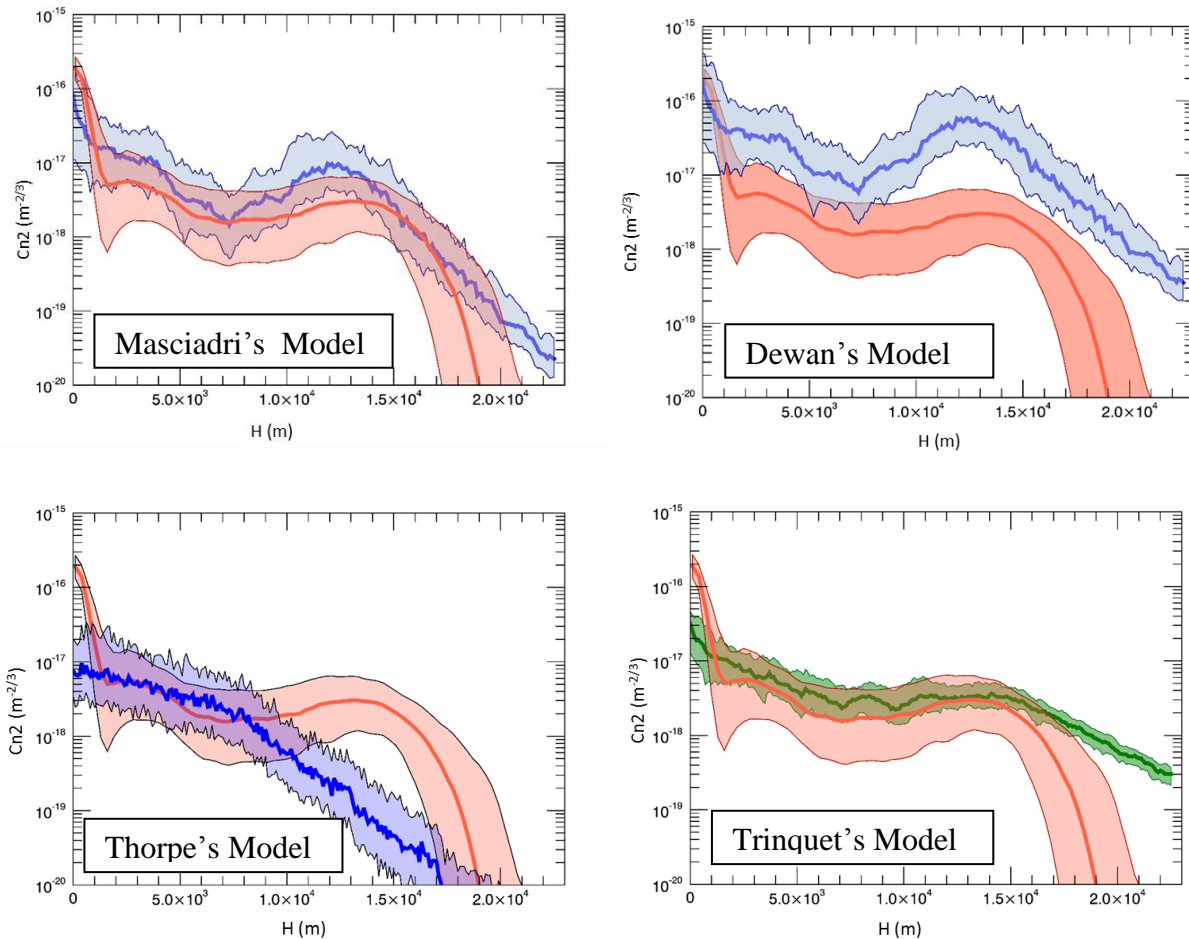 10⁻¹⁵
10⁻¹⁶
10⁻¹⁷
10⁻¹⁸
10⁻¹⁹
10⁻²⁰
Cn2 (m⁻²/³)
Masciadri's Model
0 5.0×10³ 1.0×10⁴ 1.5×10⁴ 2.0×10⁴
H (m)
10⁻¹⁵
10⁻¹⁶
10⁻¹⁷
10⁻¹⁸
10⁻¹⁹
10⁻²⁰
Cn2 (m⁻²/³)
Dewan's Model
0 5.0×10³ 1.0×10⁴ 1.5×10⁴ 2.0×10⁴
H (m)
10⁻¹⁵
10⁻¹⁶
10⁻¹⁷
10⁻¹⁸
10⁻¹⁹
10⁻²⁰
Cn2 (m⁻²/³)
Thorpe's Model
0 5.0×10³ 1.0×10⁴ 1.5×10⁴ 2.0×10⁴
H (m)
10⁻¹⁵
10⁻¹⁶
10⁻¹⁷
10⁻¹⁸
10⁻¹⁹
10⁻²⁰
Cn2 (m⁻²/³)
Trinquet's Model
0 5.0×10³ 1.0×10⁴ 1.5×10⁴ 2.0×10⁴
H (m)